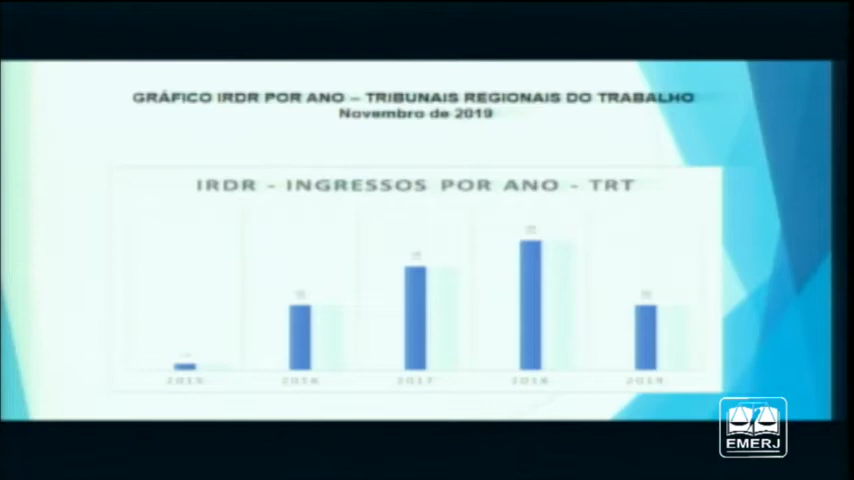 GRÁFICO IRDR POR ANO – TRIBUNAIS REGIONAIS DO TRABALHO
Novembro de 2019
IRDR - INGRESSOS POR ANO - TRT
2015 2016 2017 2018 2019
EMERJ